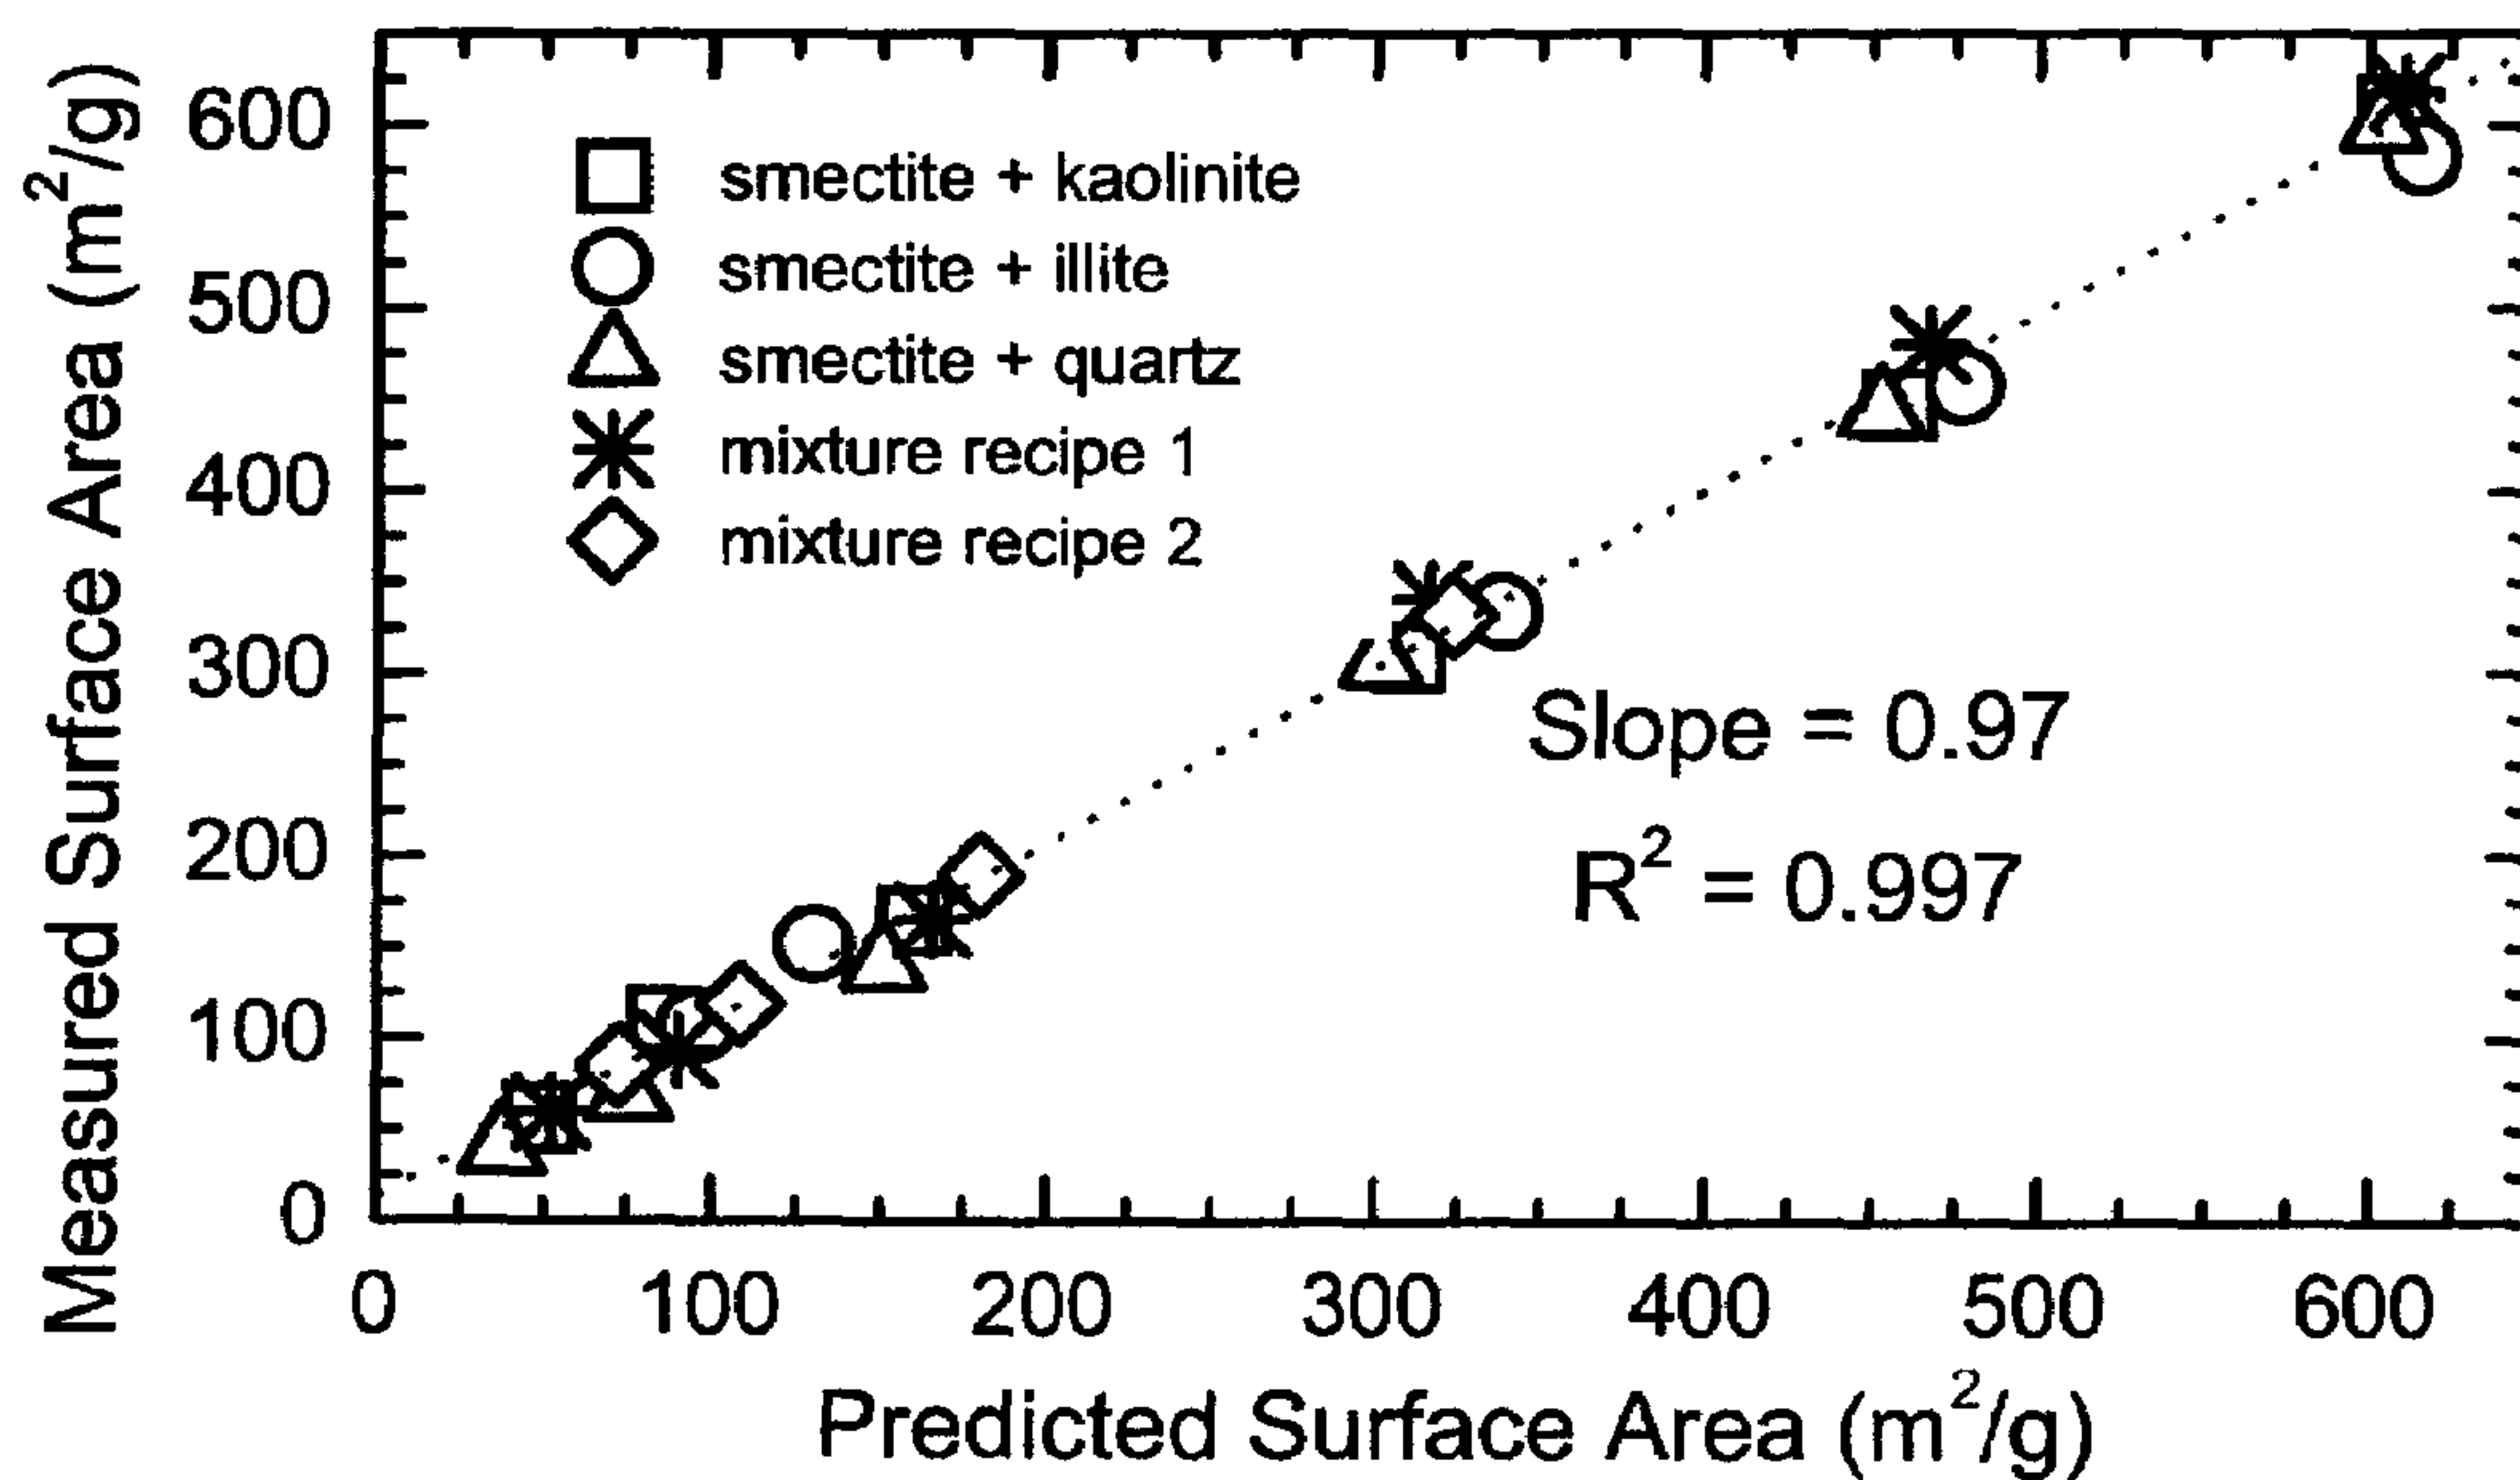 Measured Surface Area (m²/g)
600
500
400
300
200
100
0
smectite + kaolinite
smectite + illite
smectite + quartz
mixture recipe 1
mixture recipe 2
Slope = 0.97
R² = 0.997
0 100 200 300 400 500 600
Predicted Surface Area (m²/g)